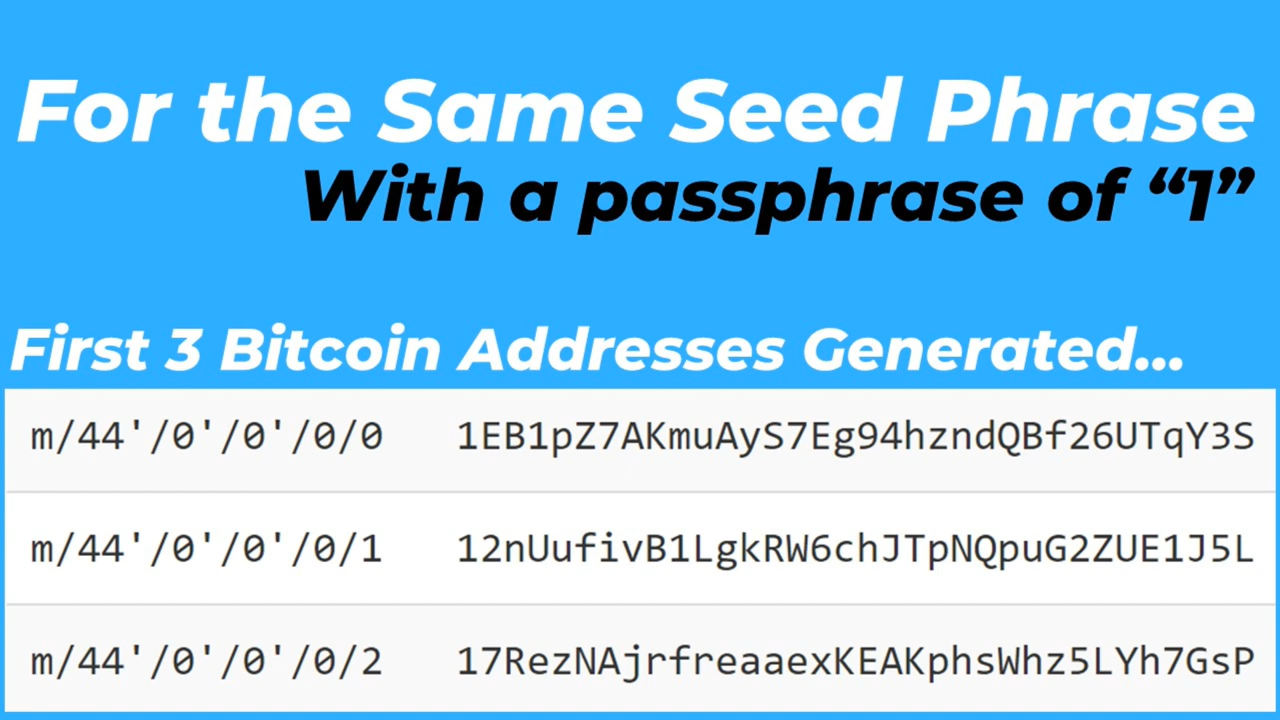 For the Same Seed Phrase
With a passphrase of “1”
First 3 Bitcoin Addresses Generated...
m/44'/0'/0'/0/0 1EB1pZ7AKmuAyS7Eg94hzndQBf26UTqY3S
m/44'/0'/0'/0/1 12nUufivB1LgkRW6chJTpNQpuG2ZUE1J5L
m/44'/0'/0'/0/2 17RezNAjrfreaaexKEAKphsWhz5LYh7GsP